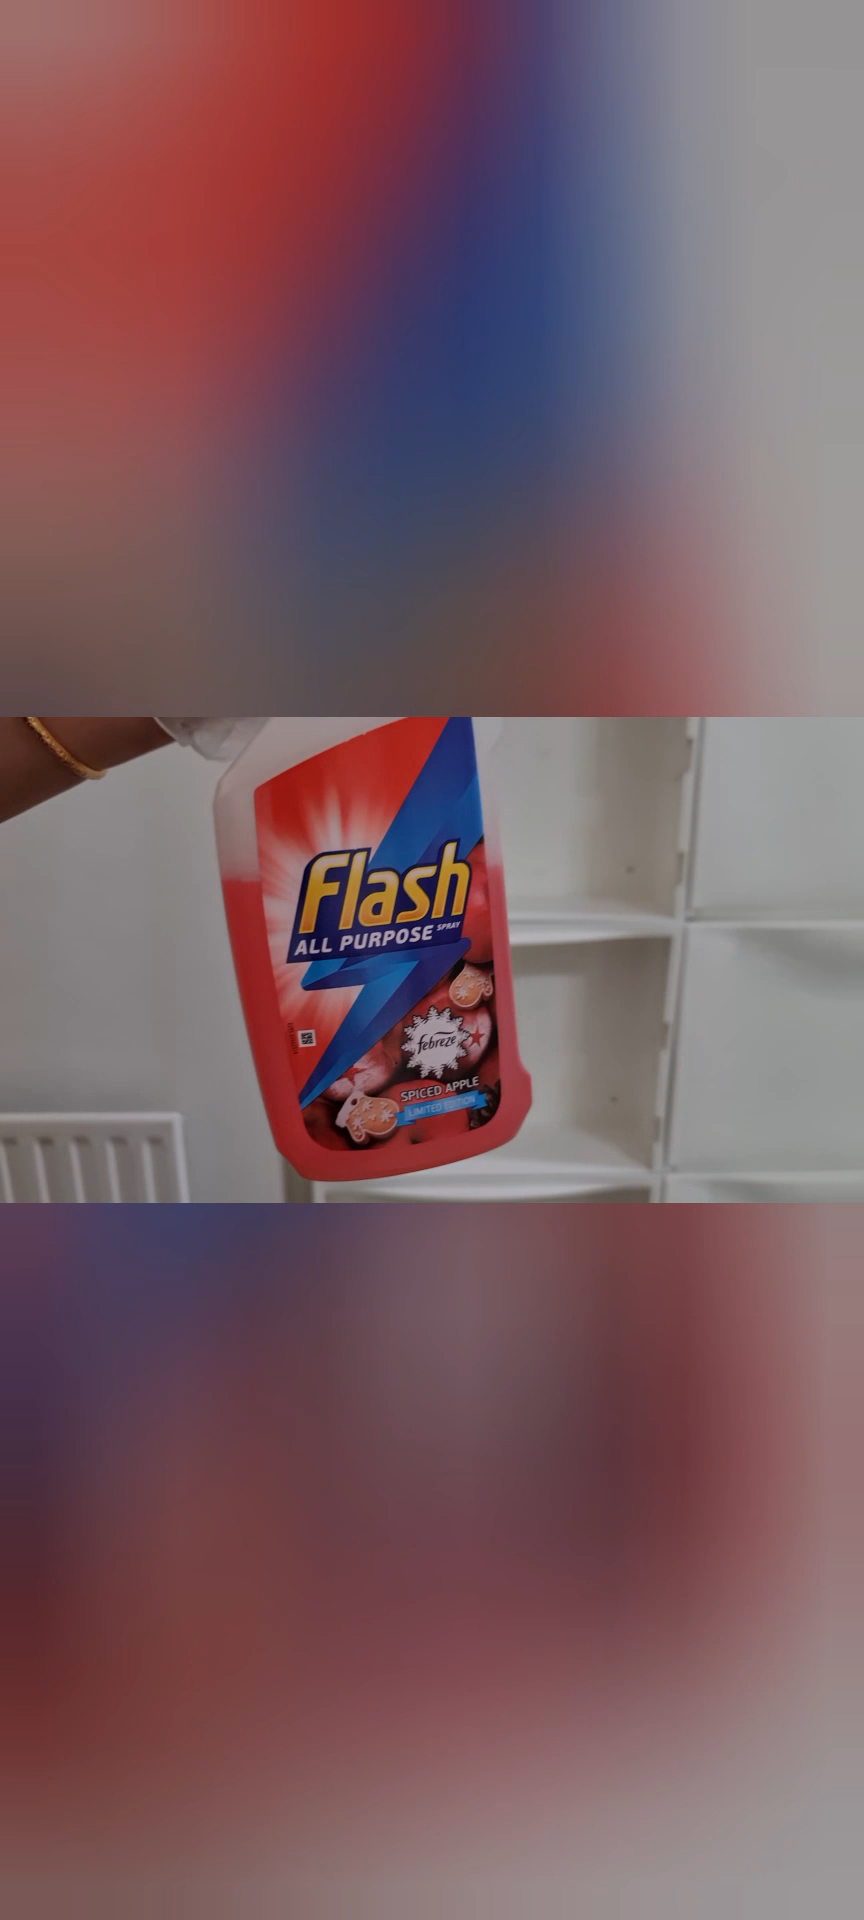 Flash
ALL PURPOSE SPRAY
febreze
SPICED APPLE
LIMITED EDITION